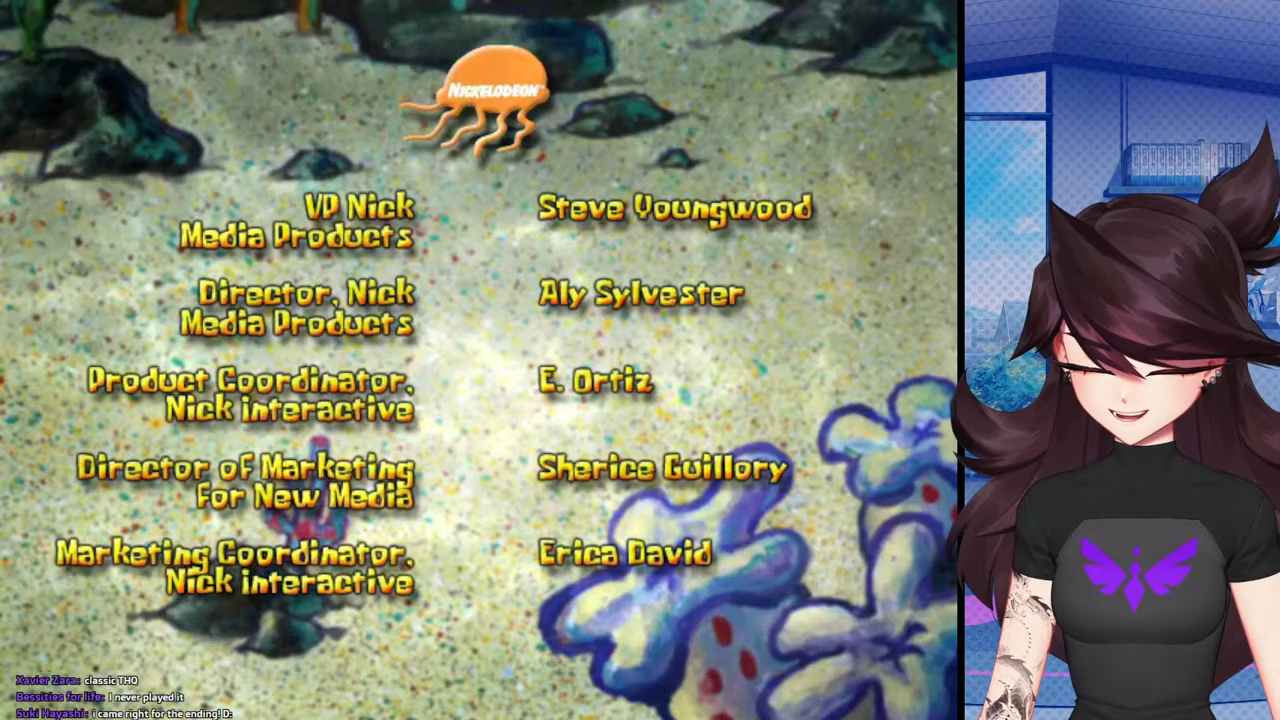 NICKELODEON
VP Nick
Media Products
Steve Youngwood
Director, Nick
Media Products
Aly Sylvester
Product Coordinator,
Nick interactive
E. Ortiz
Director of Marketing
for New Media
Sherice Guillory
Marketing Coordinator,
Nick interactive
Erica David
Xavier Zara: classic THQ
Bessities for life: I never played it
Suki Hayashi: i came right for the ending! D: